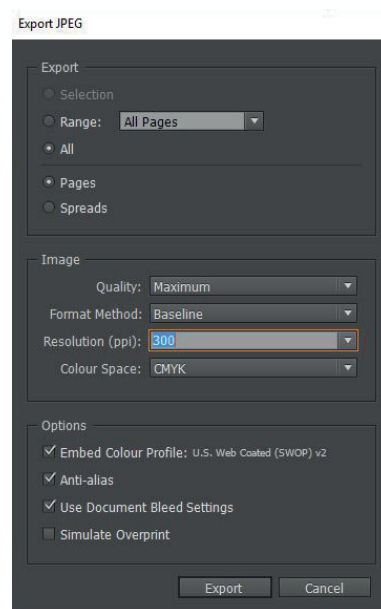 Export JPEG
Export
Selection
Range: All Pages
All
Pages
Spreads
Image
Quality: Maximum
Format Method: Baseline
Resolution (ppi): 300
Colour Space: CMYK
Options
Embed Colour Profile: U.S. Web Coated (SWOP) v2
Anti-alias
Use Document Bleed Settings
Simulate Overprint
Export Cancel